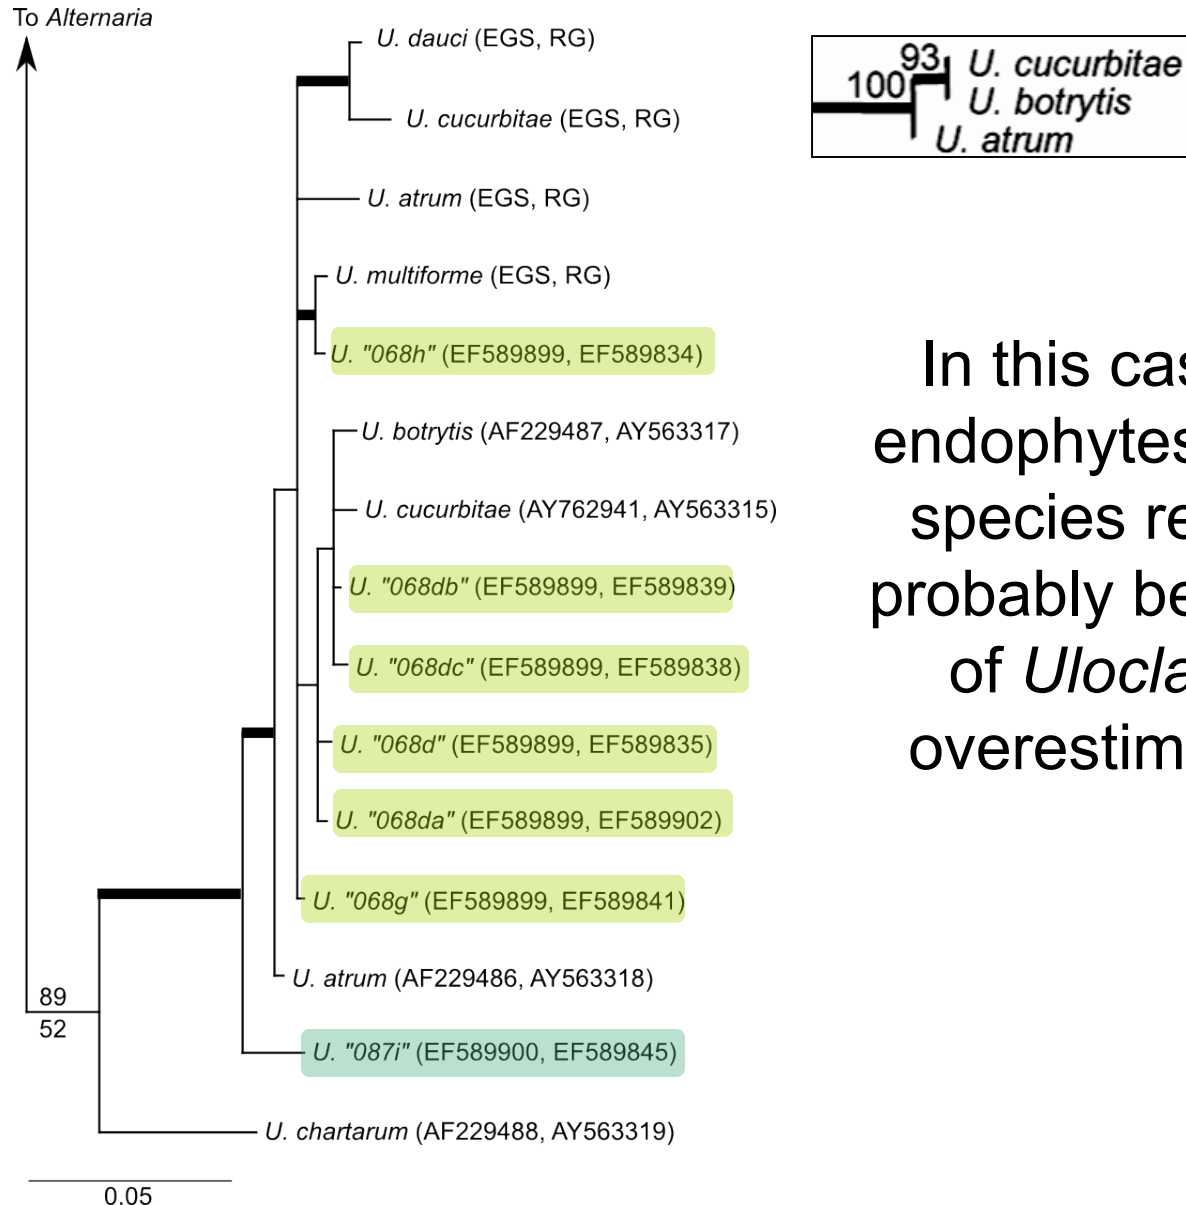 To Alternaria
U. dauci (EGS, RG)
U. cucurbitae (EGS, RG)
U. atrum (EGS, RG)
U. multiforme (EGS, RG)
U. "068h" (EF589899, EF589834)
U. botrytis (AF229487, AY563317)
U. cucurbitae (AY762941, AY563315)
U. "068db" (EF589899, EF589839)
U. "068dc" (EF589899, EF589838)
U. "068d" (EF589899, EF589835)
U. "068da" (EF589899, EF589902)
U. "068g" (EF589899, EF589841)
U. atrum (AF229486, AY563318)
89
52
U. "087i" (EF589900, EF589845)
U. chartarum (AF229488, AY563319)
0.05
93
U. cucurbitae
100
U. botrytis
U. atrum
In this cas
endophytes
species re
probably be
of Ulocla
overestim